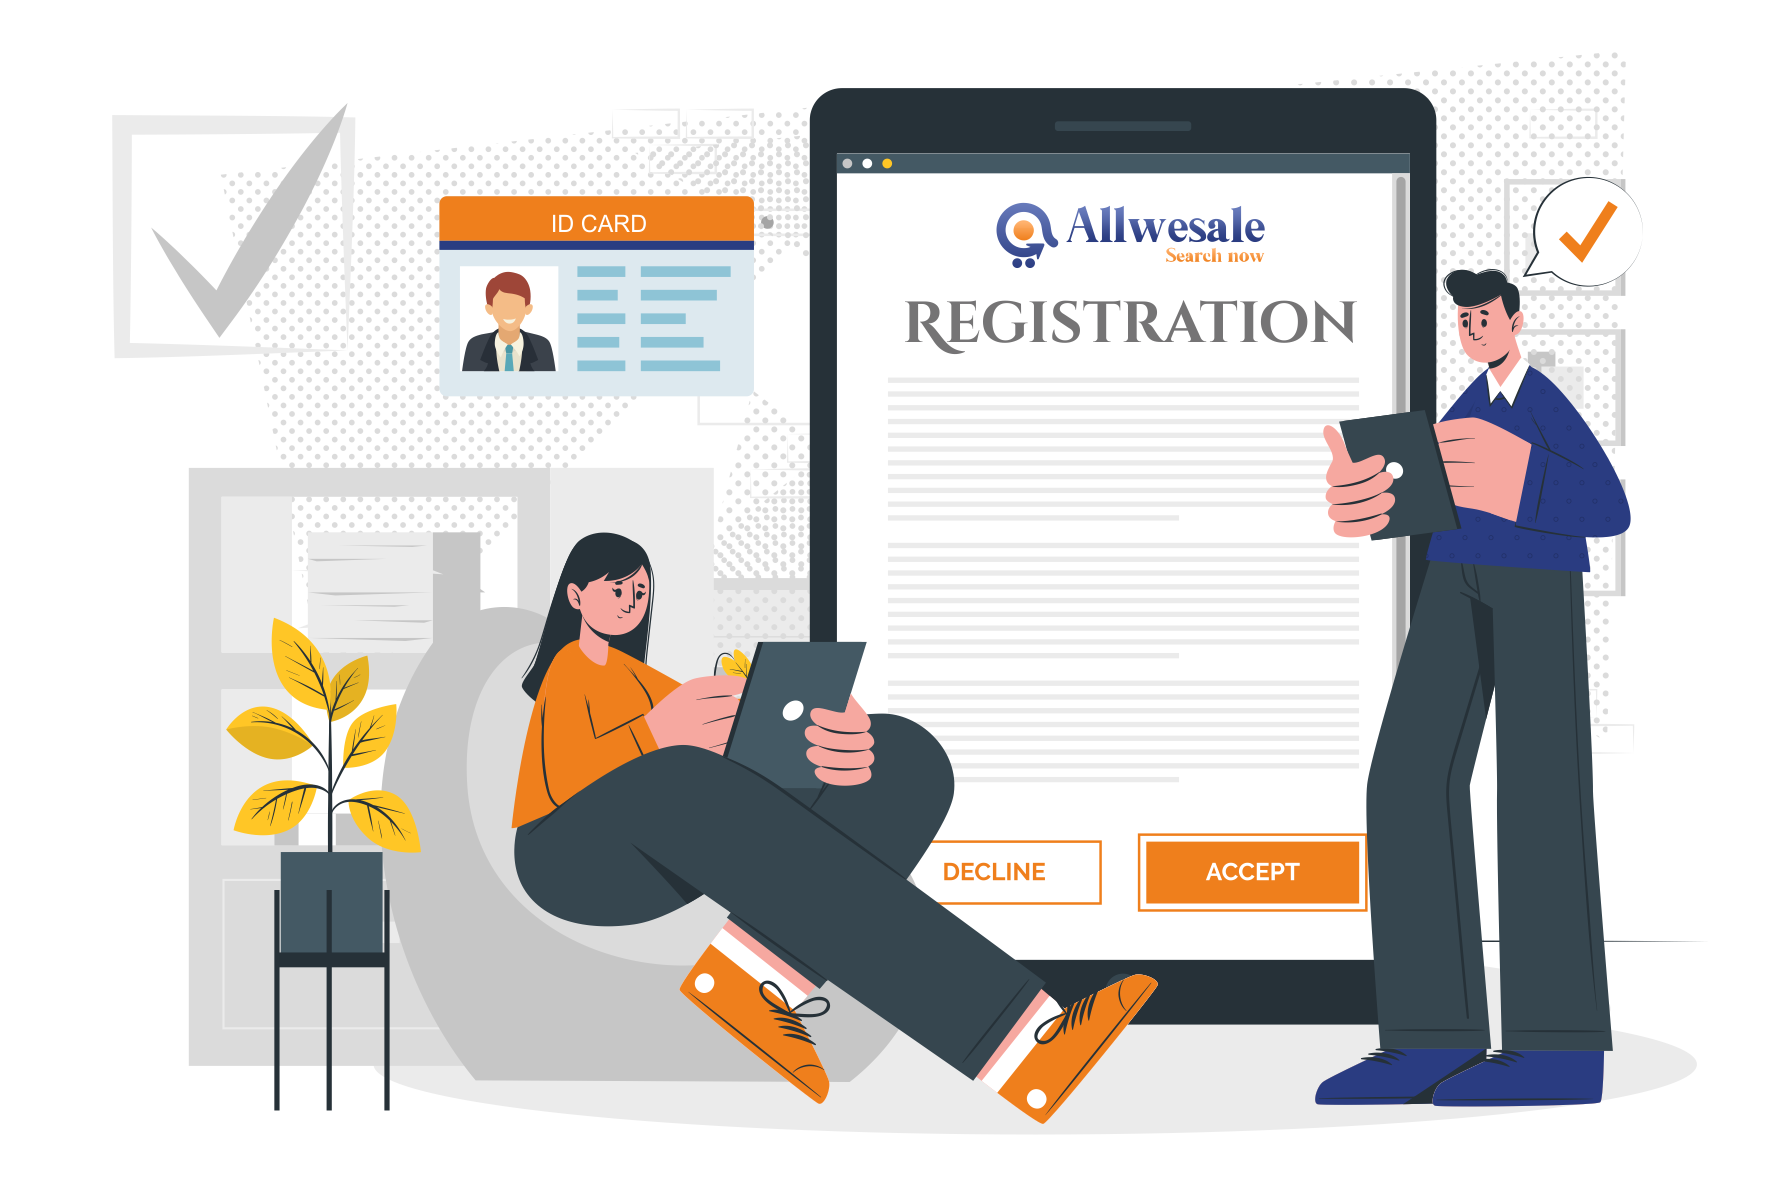 ID CARD
Allwesale
Search now
REGISTRATION
DECLINE
ACCEPT